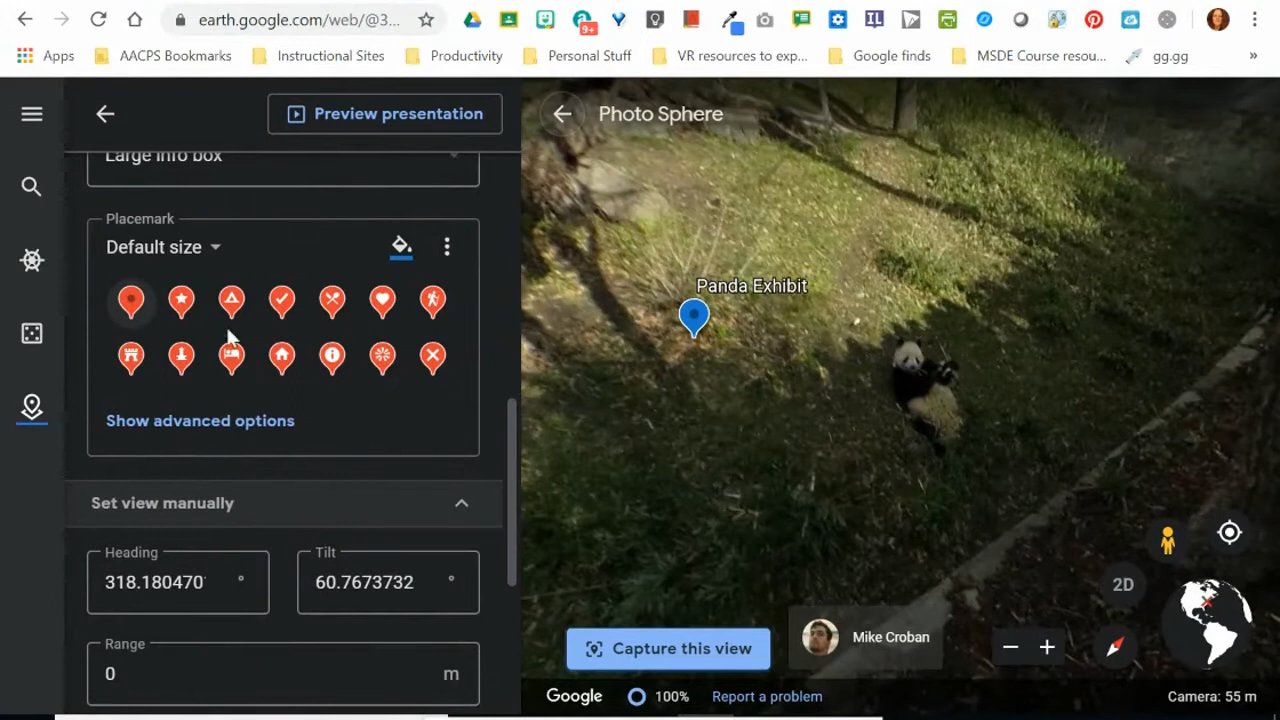 earth.google.com/web/@3...
9+
Apps
AACPS Bookmarks
Instructional Sites
Productivity
Personal Stuff
VR resources to exp...
Google finds
MSDE Course resou...
gg.gg
»
Preview presentation
Photo Sphere
Large info box
Placemark
Default size
Panda Exhibit
Show advanced options
Set view manually
Heading
Tilt
318.180470
°
60.7673732
°
2D
Range
0
m
Capture this view
Mike Croban
Google
100%
Report a problem
Camera: 55 m